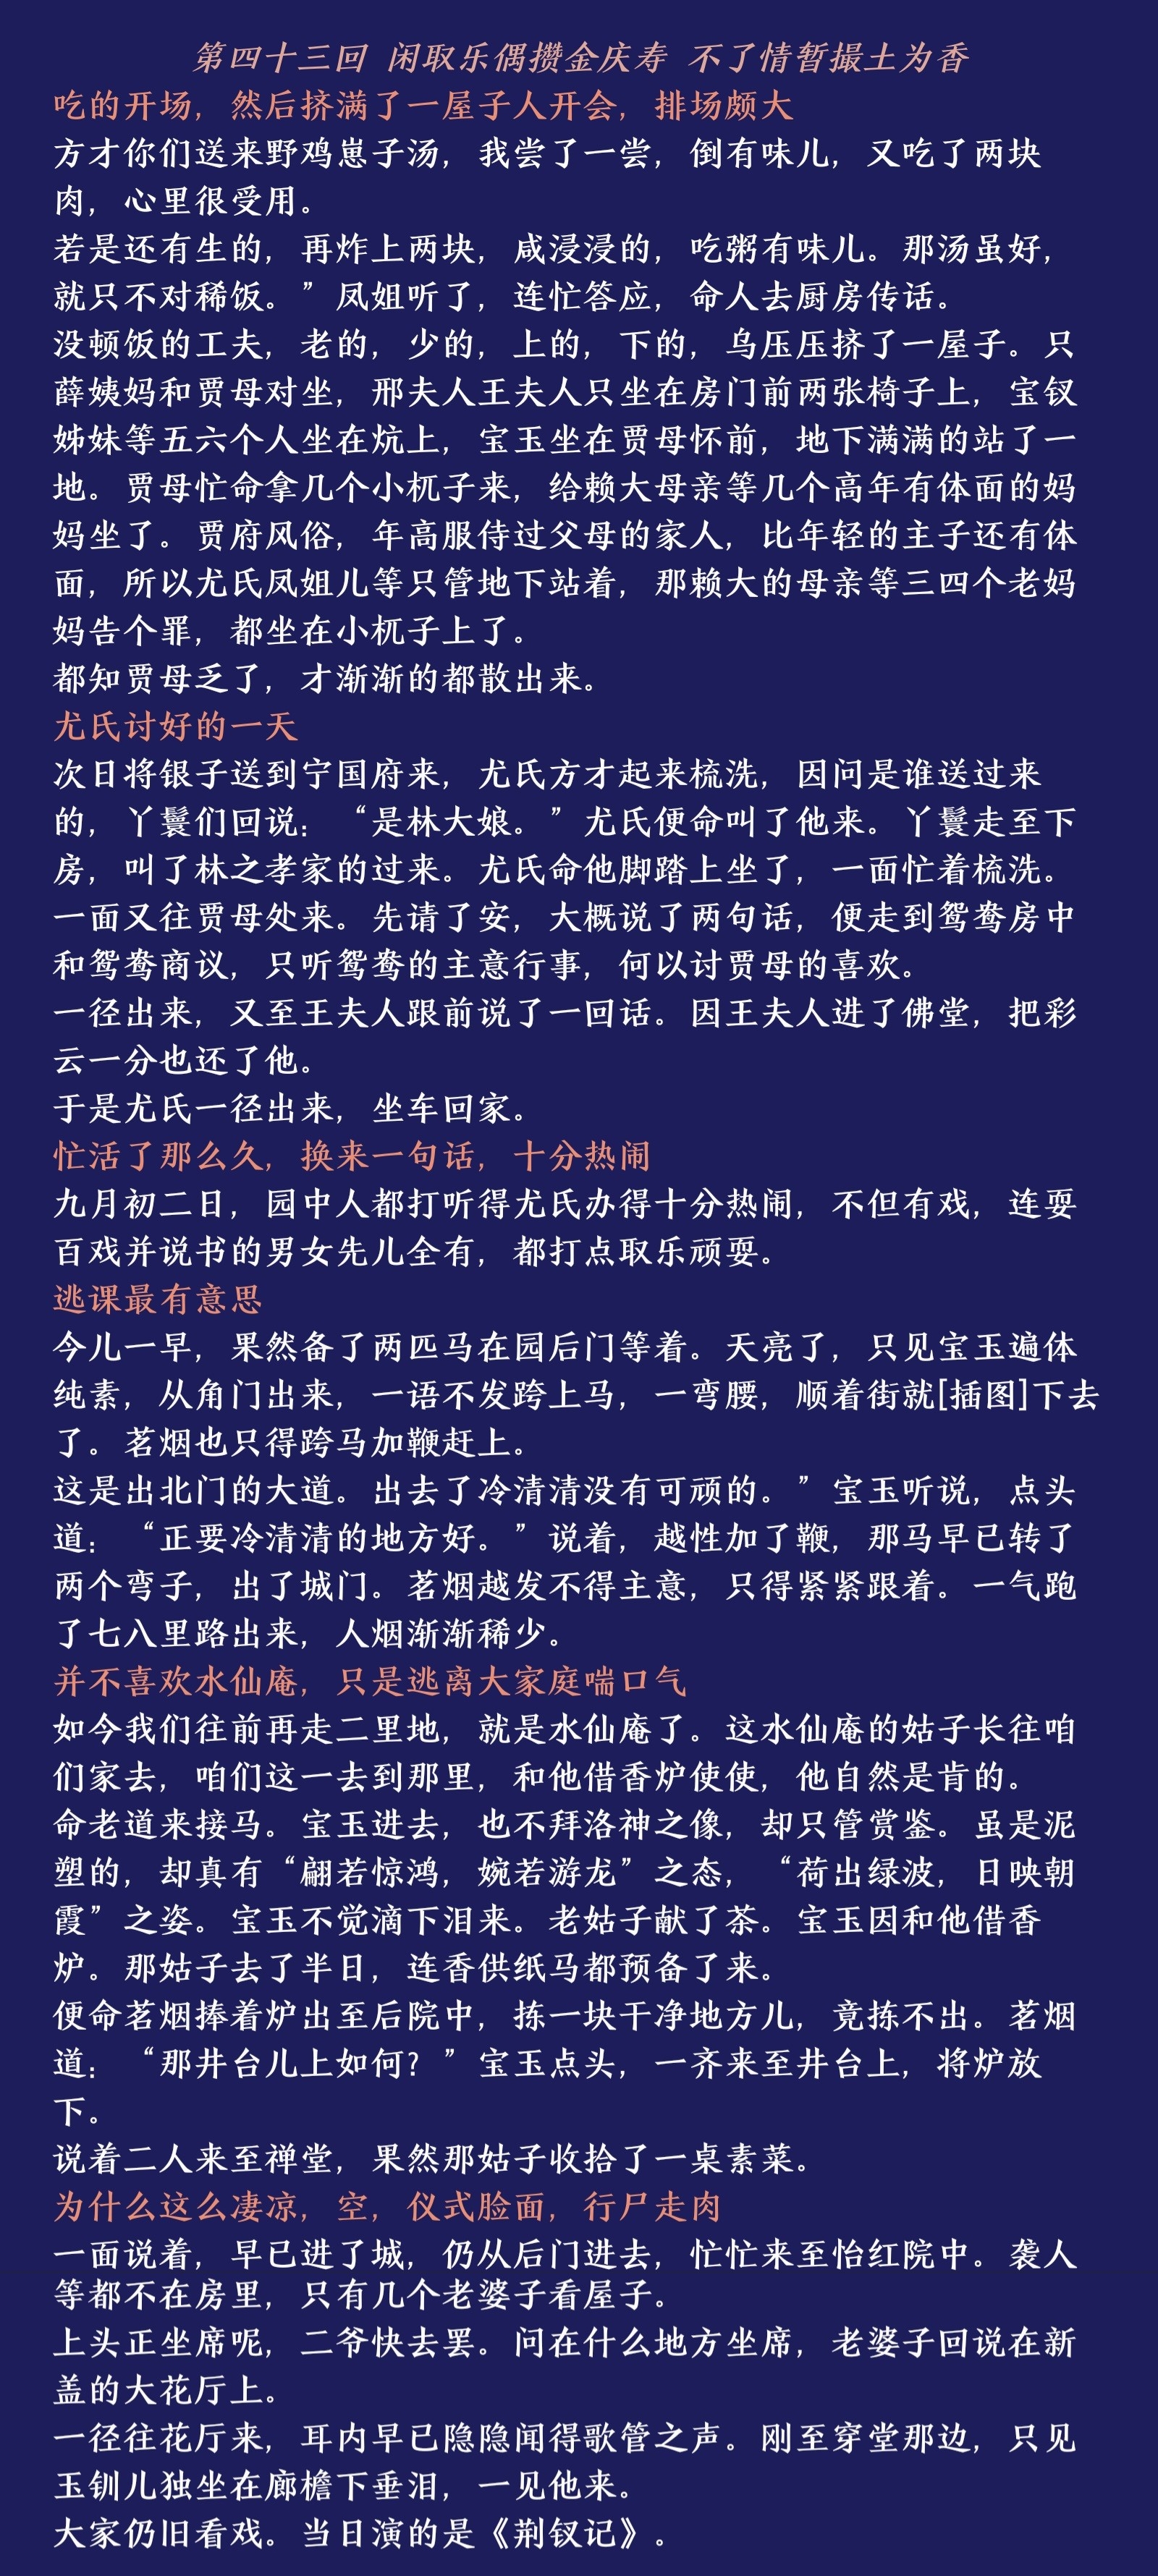 第四十三回 闲取乐偶攒金庆寿 不了情暂撮土为香
吃的开场，然后挤满了一屋子人开会，排场颇大
方才你们送来野鸡崽子汤，我尝了一尝，倒有味儿，又吃了两块
肉，心里很受用。
若是还有生的，再炸上两块，咸浸浸的，吃粥有味儿。那汤虽好，
就只不对稀饭。”凤姐听了，连忙答应，命人去厨房传话。
没顿饭的工夫，老的，少的，上的，下的，乌压压挤了一屋子。只
薛姨妈和贾母对坐，邢夫人王夫人只坐在房门前两张椅子上，宝钗
姊妹等五六个人坐在炕上，宝玉坐在贾母怀前，地下满满的站了一
地。贾母忙命拿几个小杌子来，给赖大母亲等几个高年有体面的妈
妈坐了。贾府风俗，年高服侍过父母的家人，比年轻的主子还有体
面，所以尤氏凤姐儿等只管地下站着，那赖大的母亲等三四个老妈
妈告个罪，都坐在小杌子上了。
都知贾母乏了，才渐渐的都散出来。
尤氏讨好的一天
次日将银子送到宁国府来，尤氏方才起来梳洗，因问是谁送过来
的，丫鬟们回说：“是林大娘。”尤氏便命叫了他来。丫鬟走至下
房，叫了林之孝家的过来。尤氏命他脚踏上坐了，一面忙着梳洗。
一面又往贾母处来。先请了安，大概说了两句话，便走到鸳鸯房中
和鸳鸯商议，只听鸳鸯的主意行事，何以讨贾母的喜欢。
一径出来，又至王夫人跟前说了一回话。因王夫人进了佛堂，把彩
云一分也还了他。
于是尤氏一径出来，坐车回家。
忙活了那么久，换来一句话，十分热闹
九月初二日，园中人都打听得尤氏办得十分热闹，不但有戏，连耍
百戏并说书的男女先儿全有，都打点取乐顽耍。
逃课最有意思
今儿一早，果然备了两匹马在园后门等着。天亮了，只见宝玉遍体
纯素，从角门出来，一语不发跨上马，一弯腰，顺着街就[插图]下去
了。茗烟也只得跨马加鞭赶上。
这是出北门的大道。出去了冷清清没有可顽的。”宝玉听说，点头
道：“正要冷清清的地方好。”说着，越性加了鞭，那马早已转了
两个弯子，出了城门。茗烟越发不得主意，只得紧紧跟着。一气跑
了七八里路出来，人烟渐渐稀少。
并不喜欢水仙庵，只是逃离大家庭喘口气
如今我们往前再走二里地，就是水仙庵了。这水仙庵的姑子长往咱
们家去，咱们这一去到那里，和他借香炉使使，他自然是肯的。
命老道来接马。宝玉进去，也不拜洛神之像，却只管赏鉴。虽是泥
塑的，却真有“翩若惊鸿，婉若游龙”之态，“荷出绿波，日映朝
霞”之姿。宝玉不觉滴下泪来。老姑子献了茶。宝玉因和他借香
炉。那姑子去了半日，连香供纸马都预备了来。
便命茗烟捧着炉出至后院中，拣一块干净地方儿，竟拣不出。茗烟
道：“那井台儿上如何？”宝玉点头，一齐来至井台上，将炉放
下。
说着二人来至禅堂，果然那姑子收拾了一桌素菜。
为什么这么凄凉，空，仪式脸面，行尸走肉
一面说着，早已进了城，仍从后门进去，忙忙来至怡红院中。袭人
等都不在房里，只有几个老婆子看屋子。
上头正坐席呢，二爷快去罢。问在什么地方坐席，老婆子回说在新
盖的大花厅上。
一径往花厅来，耳内早已隐隐闻得歌管之声。刚至穿堂那边，只见
玉钏儿独坐在廊檐下垂泪，一见他来。
大家仍旧看戏。当日演的是《荆钗记》。